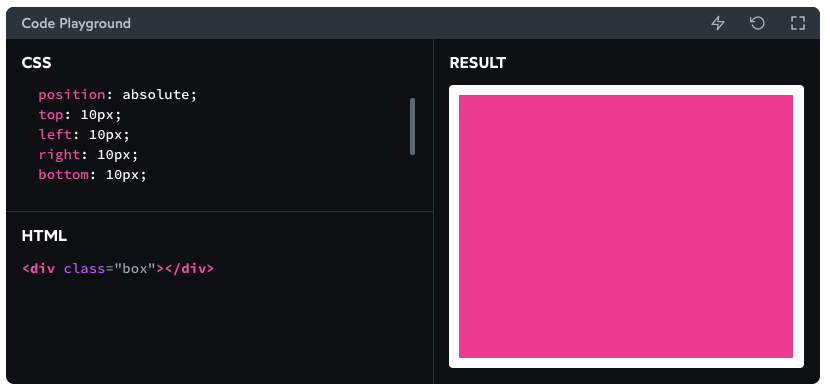 Code Playground
CSS
position: absolute;
top: 10px;
left: 10px;
right: 10px;
bottom: 10px;
HTML
<div class="box"></div>
RESULT